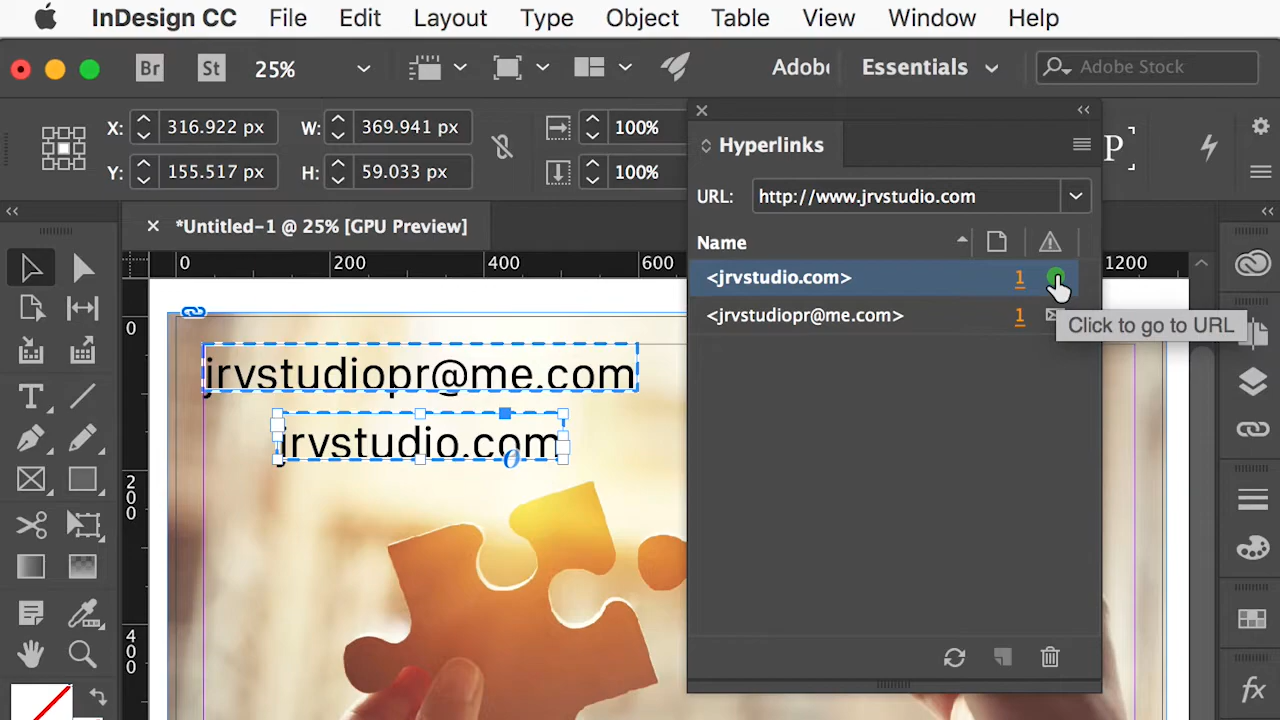 InDesign CC File Edit Layout Type Object Table View Window Help
Br St 25% Adobe Essentials Adobe Stock
X: 316.922 px W: 369.941 px 100% P
Y: 155.517 px H: 59.033 px 100%
Hyperlinks
URL: http://www.jrvstudio.com
*Untitled-1 @ 25% [GPU Preview]
Name
0 200 400 600 1200
<jrvstudio.com> 1
<jrvstudiopr@me.com> 1
Click to go to URL
0
jrvstudiopr@me.com
jrvstudio.com
200
400
fx